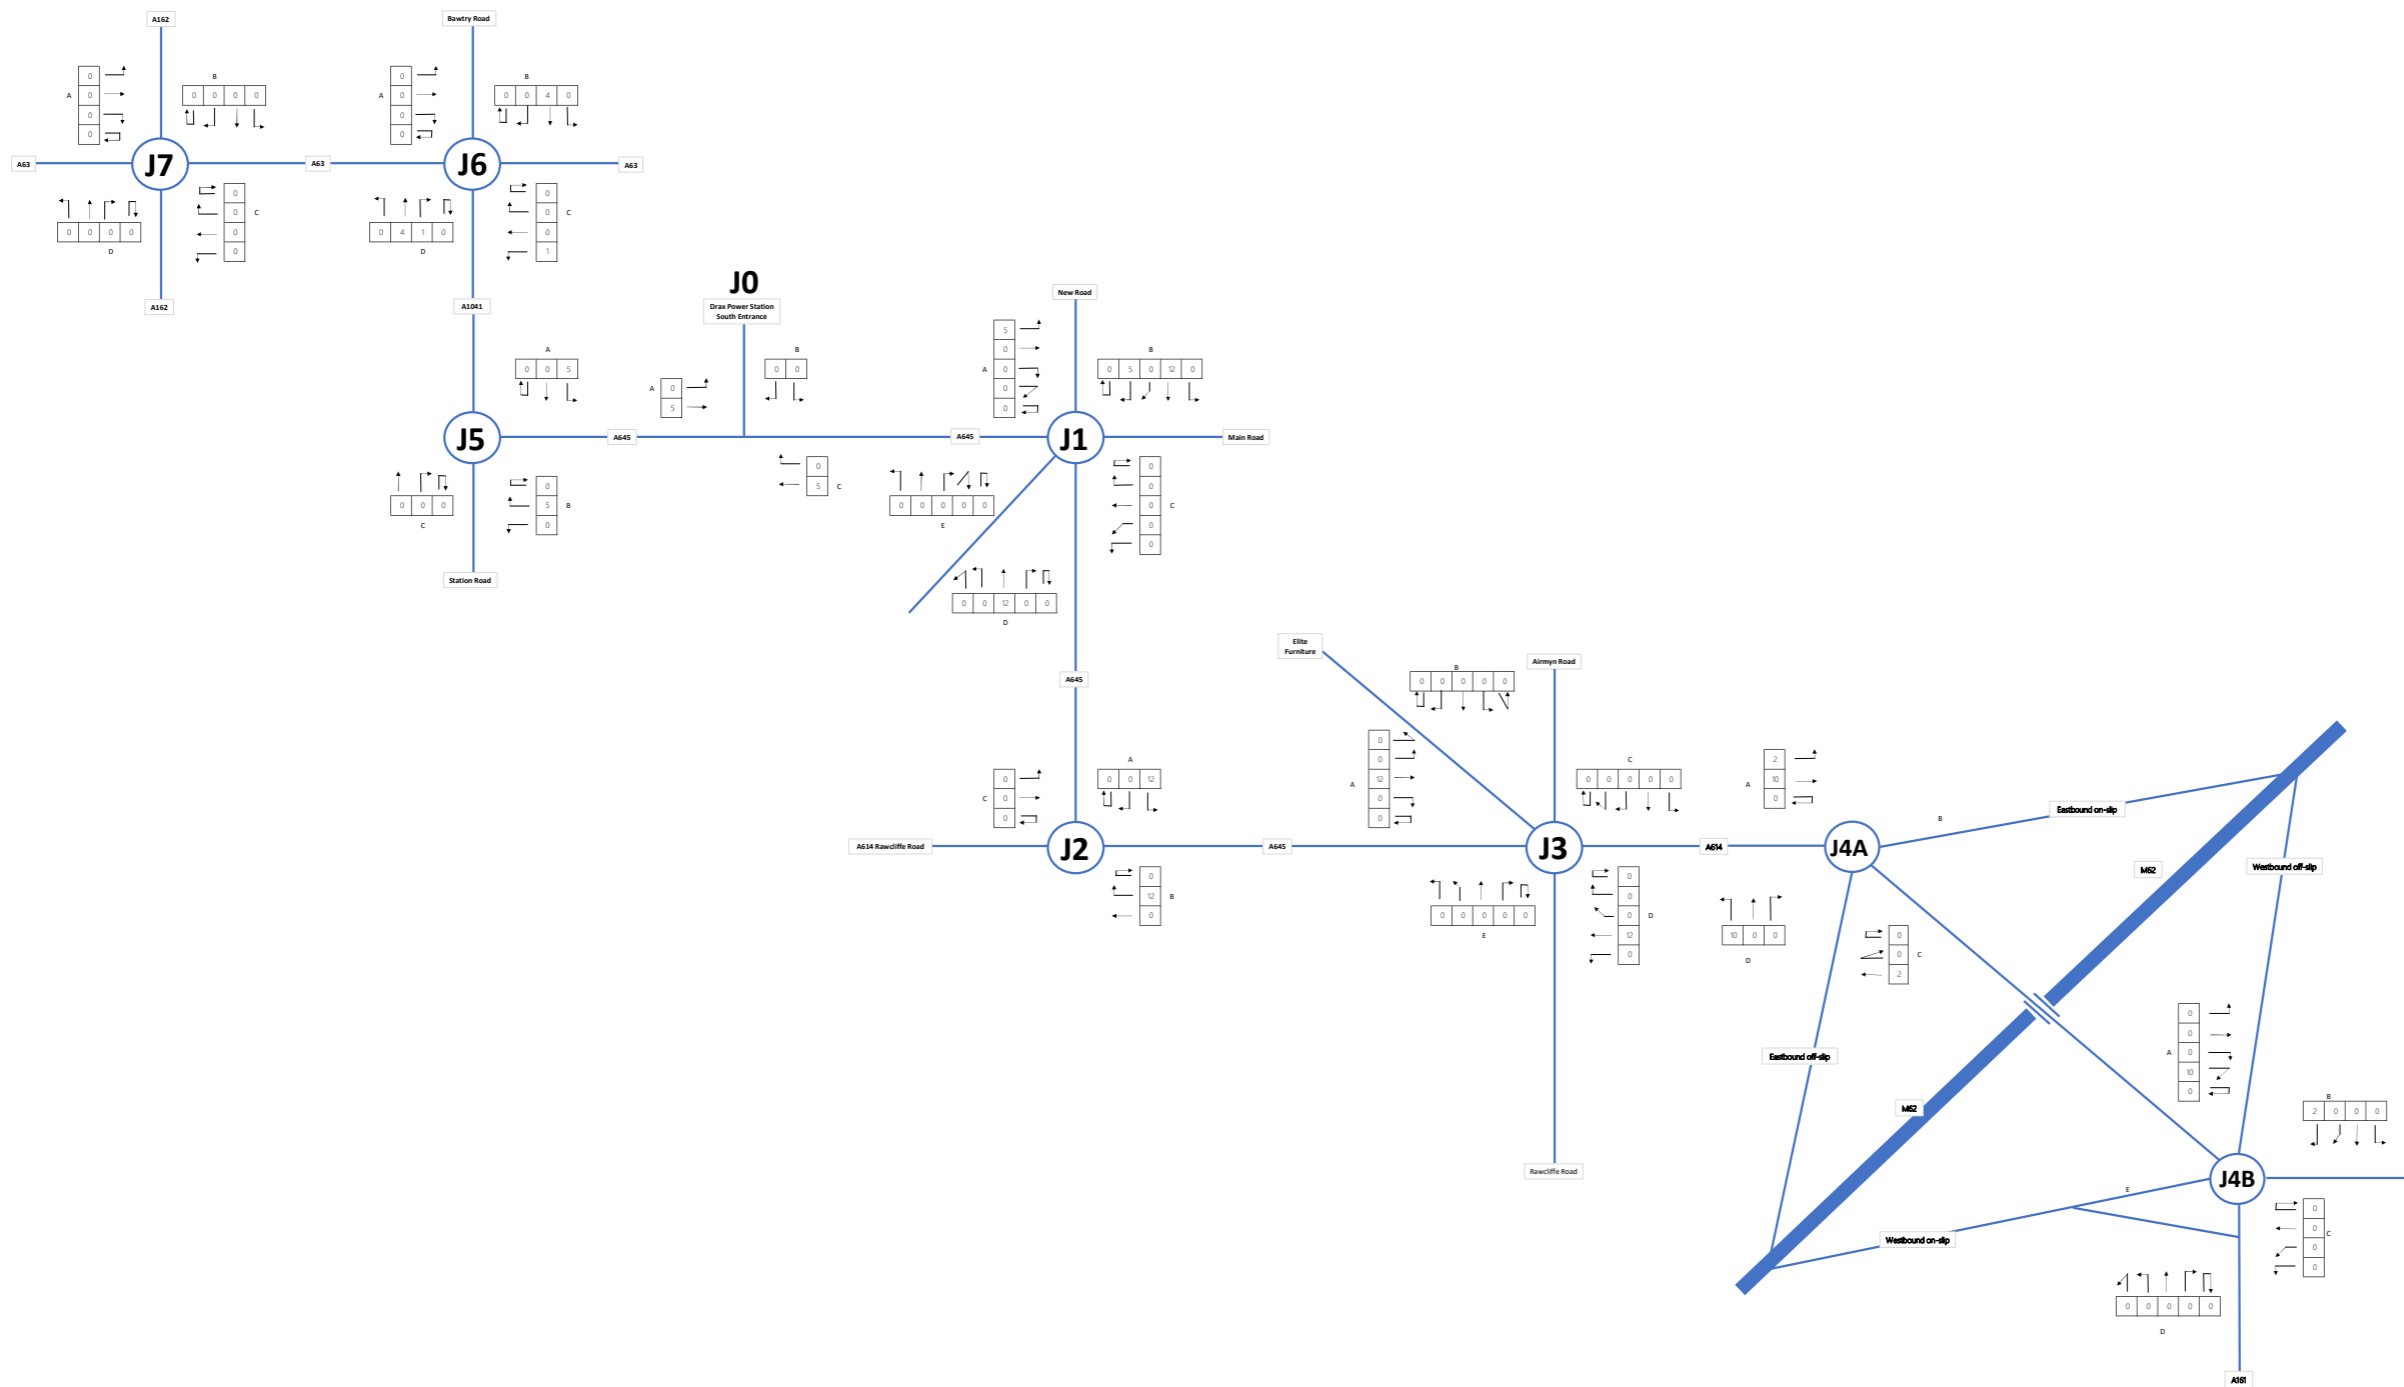 A162
Bawtry Road
A
0
0
0
0
B
0 0 0 0
A
0
0
0
0
B
0 0 4 0
A63
J7
A63
J6
A63
0 0 0 0
D
0
0
0
0
C
0 4 1 0
D
0
0
0
1
C
A162
A1041
J0
Drax Power Station
South Entrance
New Road
A
0 0 5
A
0
5
B
0 0
A
5
0
0
0
0
B
0 5 0 12 0
J5
A645
A645
J1
Main Road
0 0 0
C
0
5
0
B
0
5
C
0 0 0 0 0
E
0
0
0
0
0
C
Station Road
0 0 12 0 0
D
A645
Elite
Furniture
Airmyn Road
B
0 0 0 0 0
C
0
0
0
A
0 0 12
A
0
0
12
0
0
C
0 0 0 0 0
A
2
10
0
A614 Rawcliffe Road
J2
A645
J3
A614
J4A
B
Eastbound on-slip
0
12
0
B
0 0 0 0 0
E
0
0
0
12
0
D
10 0 0
D
0
0
2
C
M62
Westbound off-slip
Eastbound off-slip
M62
Rawcliffe Road
A
0
0
0
10
0
B
2 0 0 0
J4B
E
Westbound on-slip
0
0
0
0
C
0 0 0 0 0
D
A161